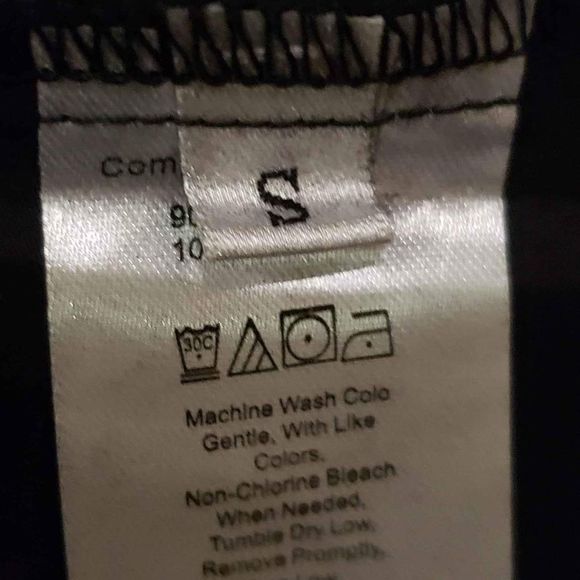 Com
S
10
30C
Machine Wash Colo
Gentle, With Like
Colors,
Non-Chlorine Bleach
When Needed,
Tumble Dry Low,
Remove Promptly,